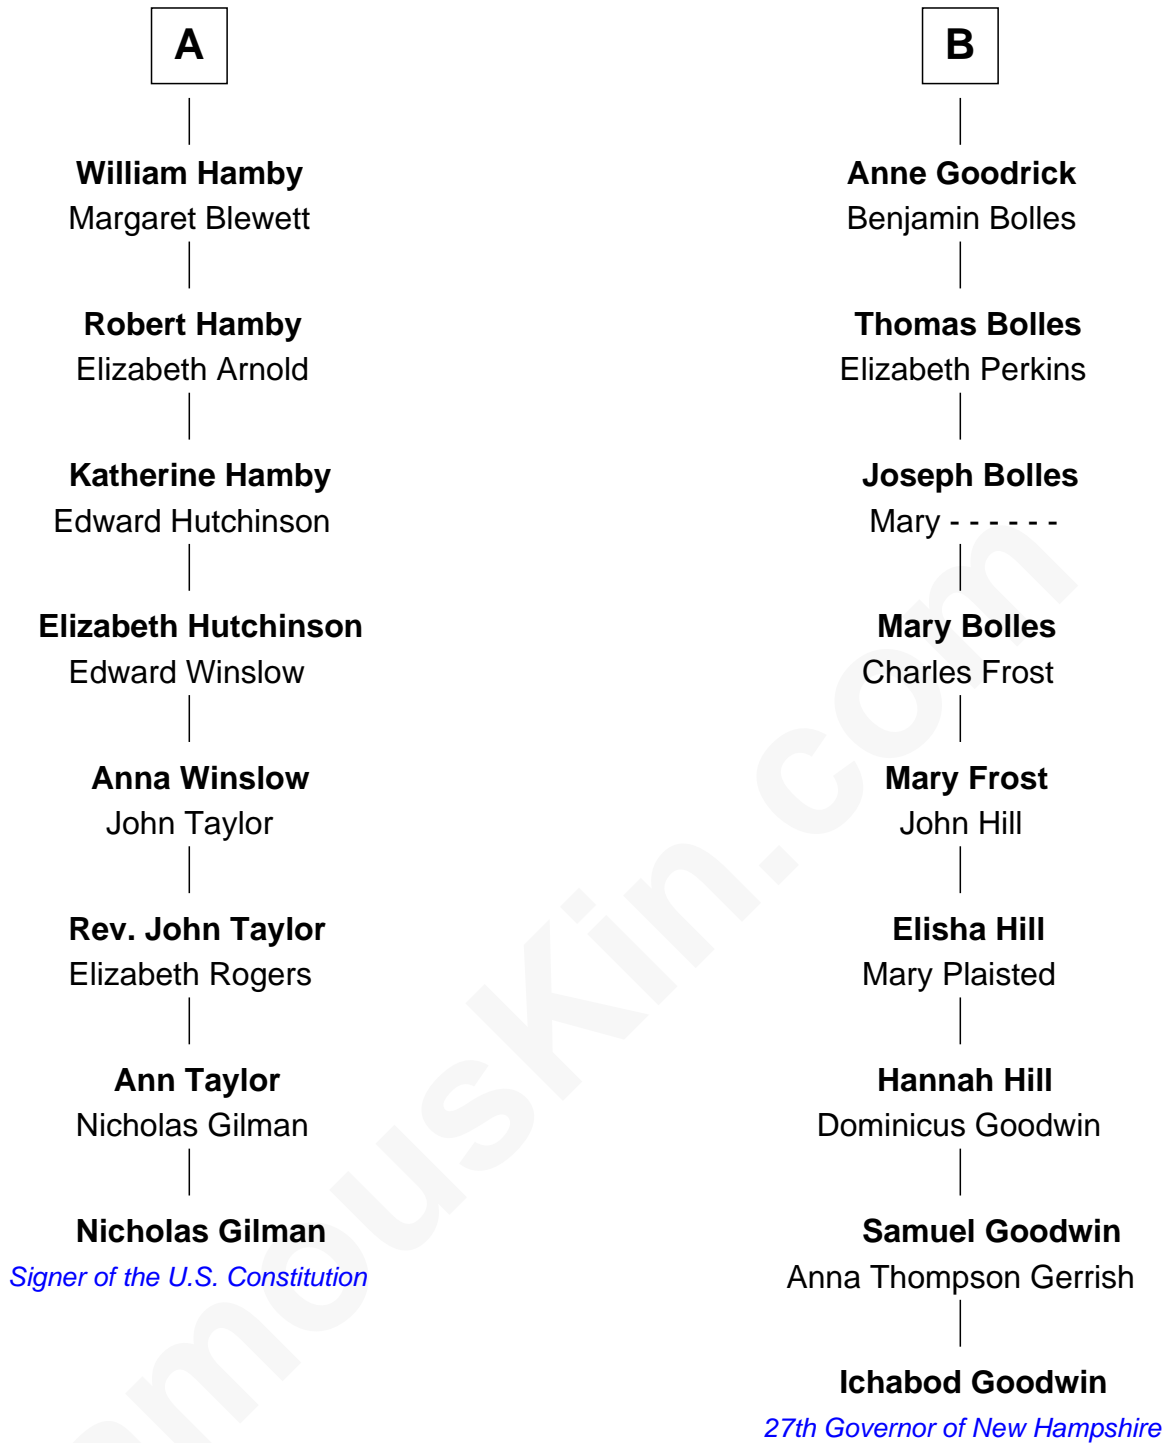 A
William Hamby
Margaret Blewett
Robert Hamby
Elizabeth Arnold
Katherine Hamby
Edward Hutchinson
Elizabeth Hutchinson
Edward Winslow
Anna Winslow
John Taylor
Rev. John Taylor
Elizabeth Rogers
Ann Taylor
Nicholas Gilman
Nicholas Gilman
Signer of the U.S. Constitution
B
Anne Goodrick
Benjamin Bolles
Thomas Bolles
Elizabeth Perkins
Joseph Bolles
Mary - - - - - -
Mary Bolles
Charles Frost
Mary Frost
John Hill
Elisha Hill
Mary Plaisted
Hannah Hill
Dominicus Goodwin
Samuel Goodwin
Anna Thompson Gerrish
Ichabod Goodwin
27th Governor of New Hampshire
amouskin.com